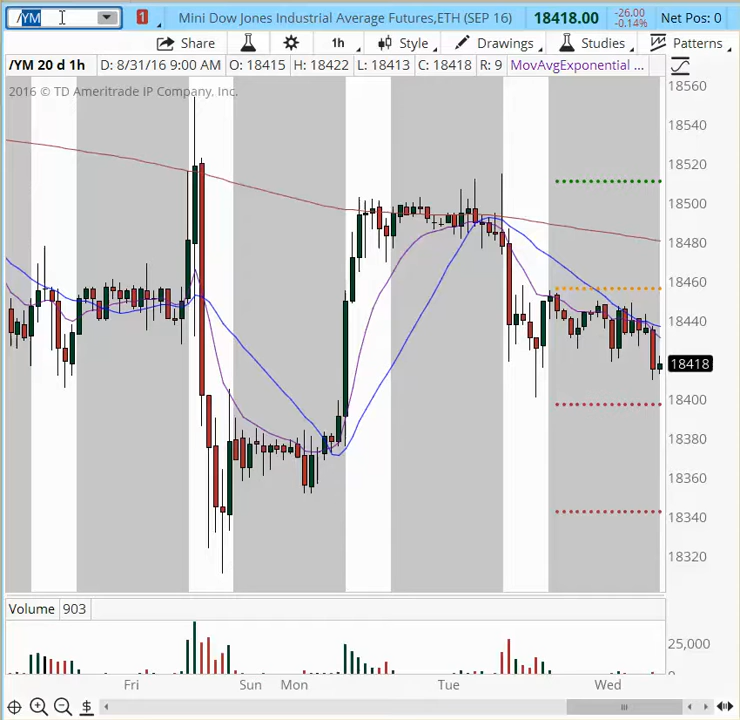 /YM 1 Mini Dow Jones Industrial Average Futures,ETH (SEP 16) 18418.00 -26.00 -0.14% Net Pos: 0
Share 1h Style Drawings Studies Patterns
/YM 20 d 1h D: 8/31/16 9:00 AM O: 18415 H: 18422 L: 18413 C: 18418 R: 9 MovAvgExponential ...
2016 © TD Ameritrade IP Company, Inc.
18560
18540
18520
18500
18480
18460
18440
18418
18400
18380
18360
18340
18320
Volume 903
25,000
0
Fri Sun Mon Tue Wed
$